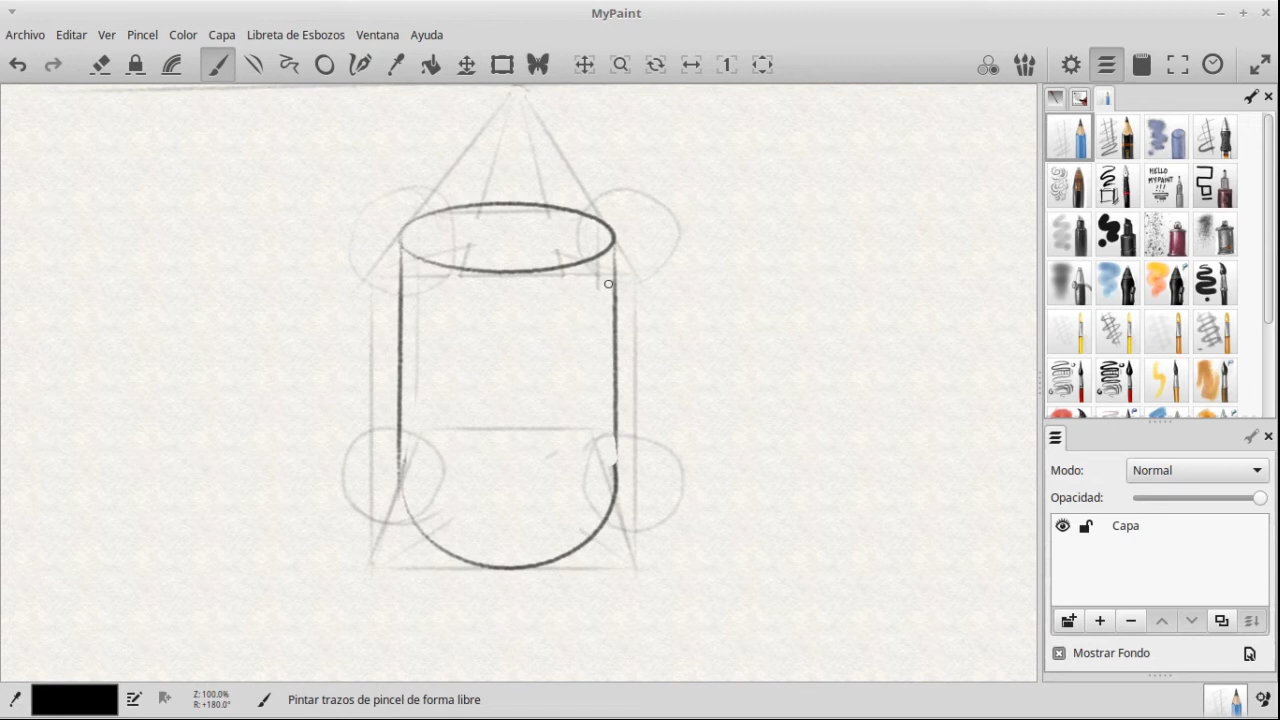 MyPaint
Archivo Editar Ver Pincel Color Capa Libreta de Esbozos Ventana Ayuda
1
HELLO
MYPAINT
!!!
Modo: Normal
Opacidad:
Capa
Mostrar Fondo
Z: 100.0%
R: +180.0°
Pintar trazos de pincel de forma libre